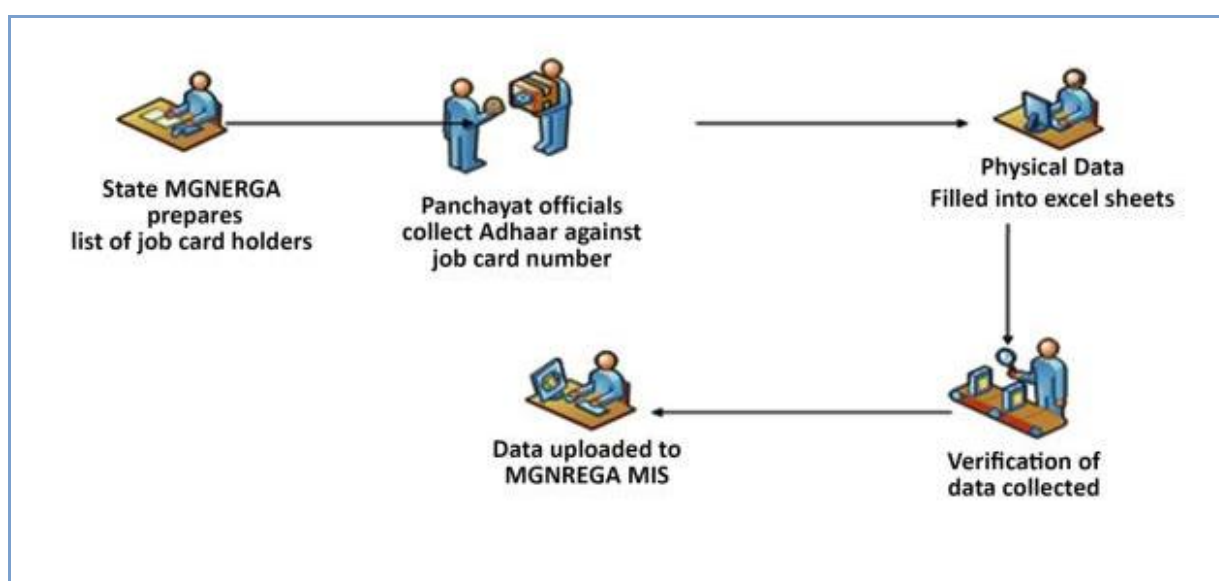 State MGNERGA
prepares
list of job card holders
Panchayat officials
collect Adhaar against
job card number
Physical Data
Filled into excel sheets
Verification of
data collected
Data uploaded to
MGNREGA MIS